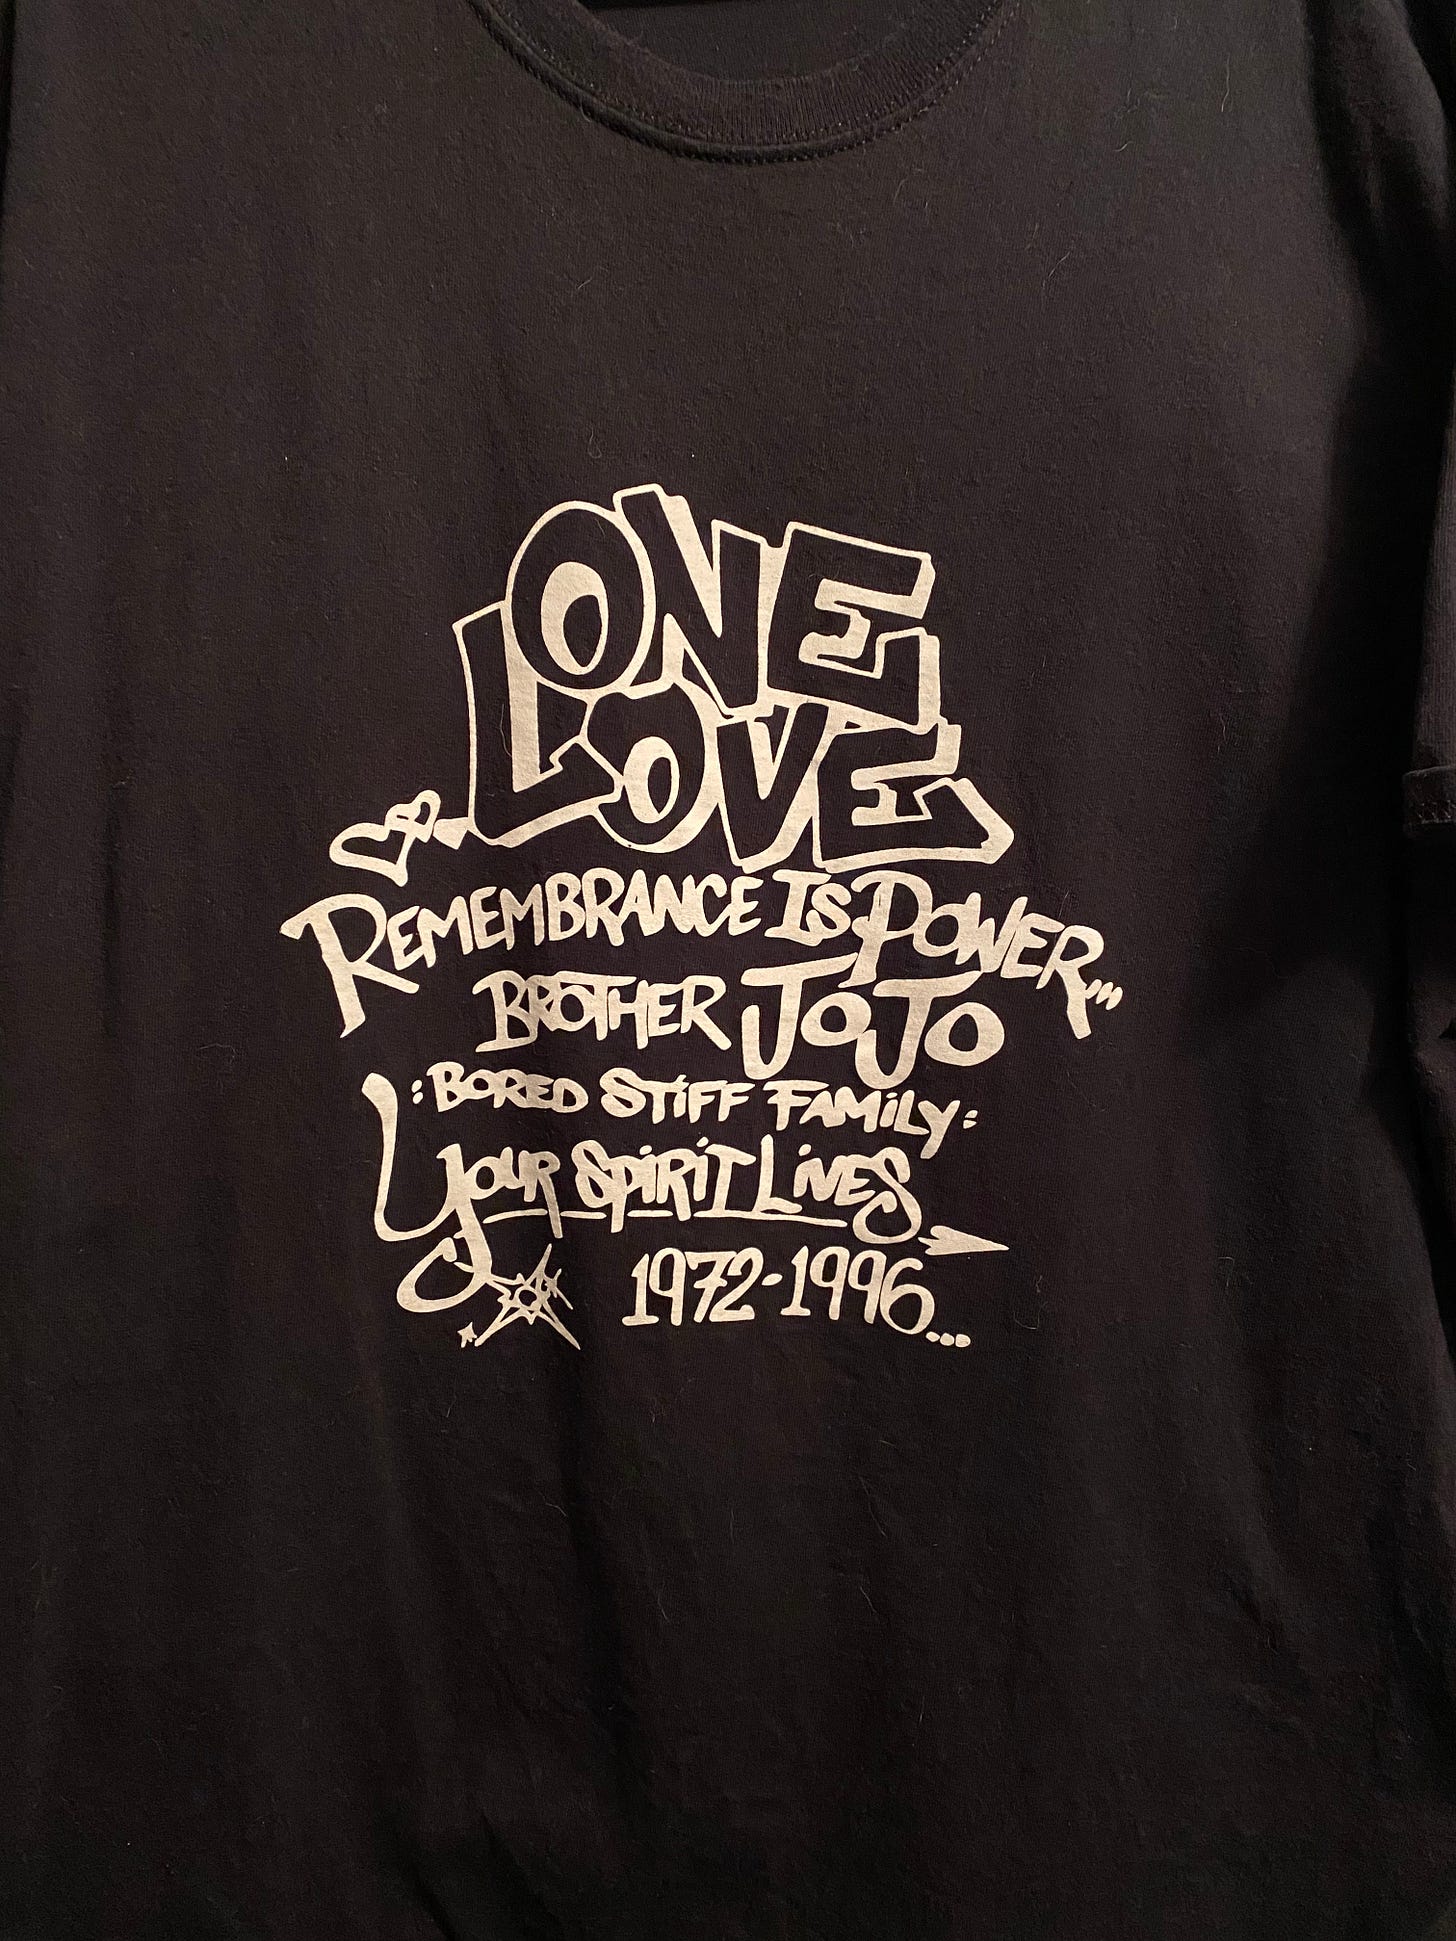 ONE
LOVE
REMEMBRANCE IS POWER...
BROTHER JOJO
:BORED STIFF FAMILY:
YOUR SPIRIT LIVES
1972-1996...